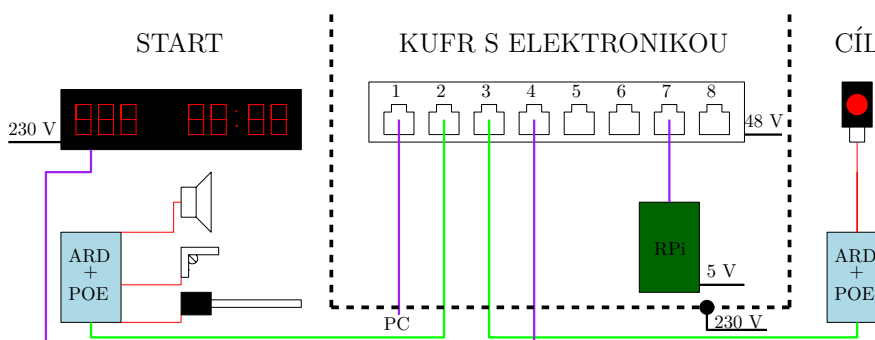 START
KUFR S ELEKTRONIKOU
CÍL
1 2 3 4 5 6 7 8
230 V
48 V
ARD
+
POE
RPi
5 V
ARD
+
POE
PC
230 V